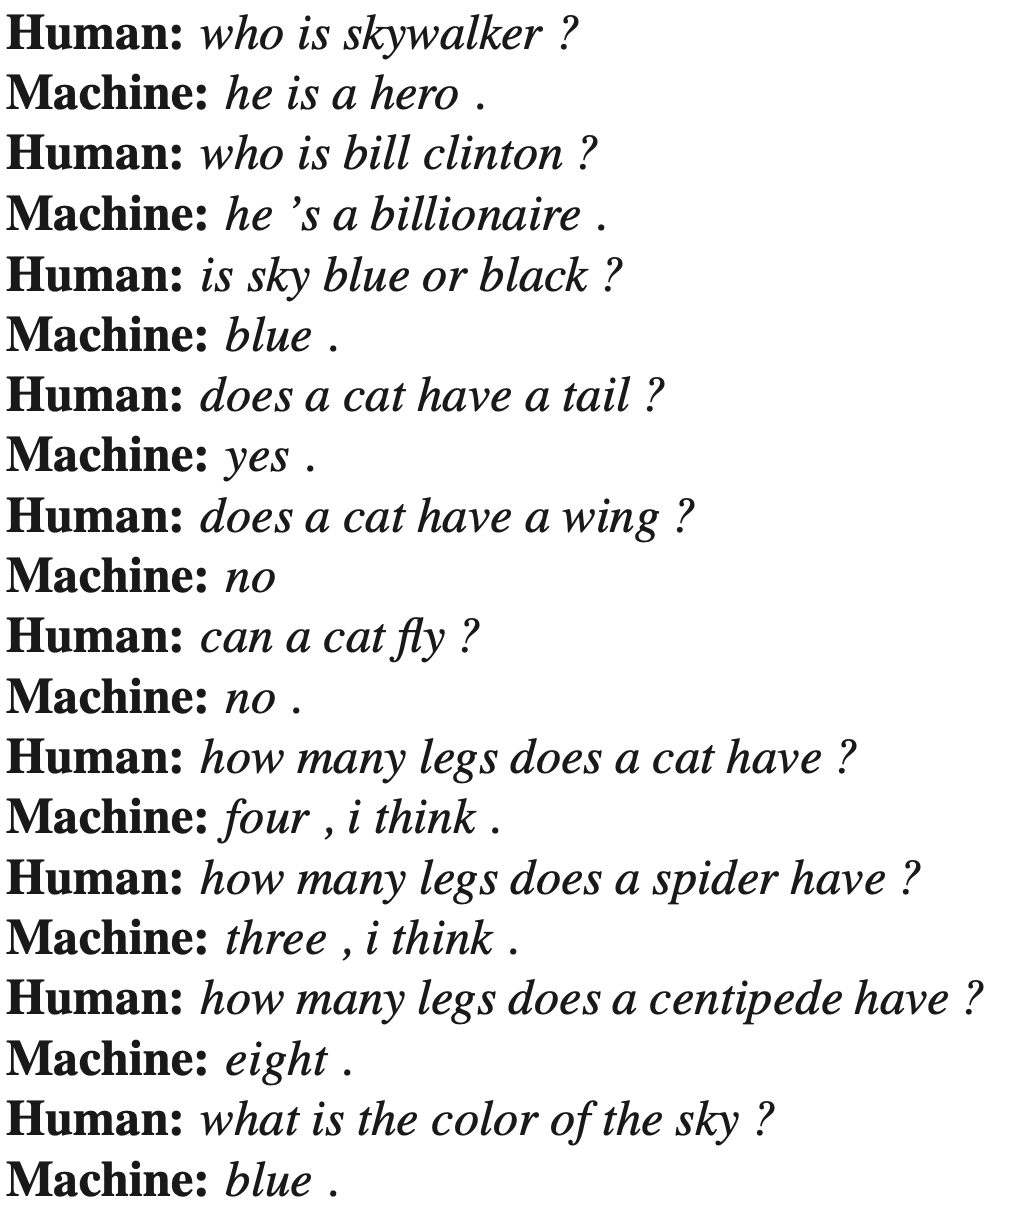 Human: who is skywalker ?
Machine: he is a hero .
Human: who is bill clinton ?
Machine: he ’s a billionaire .
Human: is sky blue or black ?
Machine: blue .
Human: does a cat have a tail ?
Machine: yes .
Human: does a cat have a wing ?
Machine: no
Human: can a cat fly ?
Machine: no .
Human: how many legs does a cat have ?
Machine: four , i think .
Human: how many legs does a spider have ?
Machine: three , i think .
Human: how many legs does a centipede have ?
Machine: eight .
Human: what is the color of the sky ?
Machine: blue .